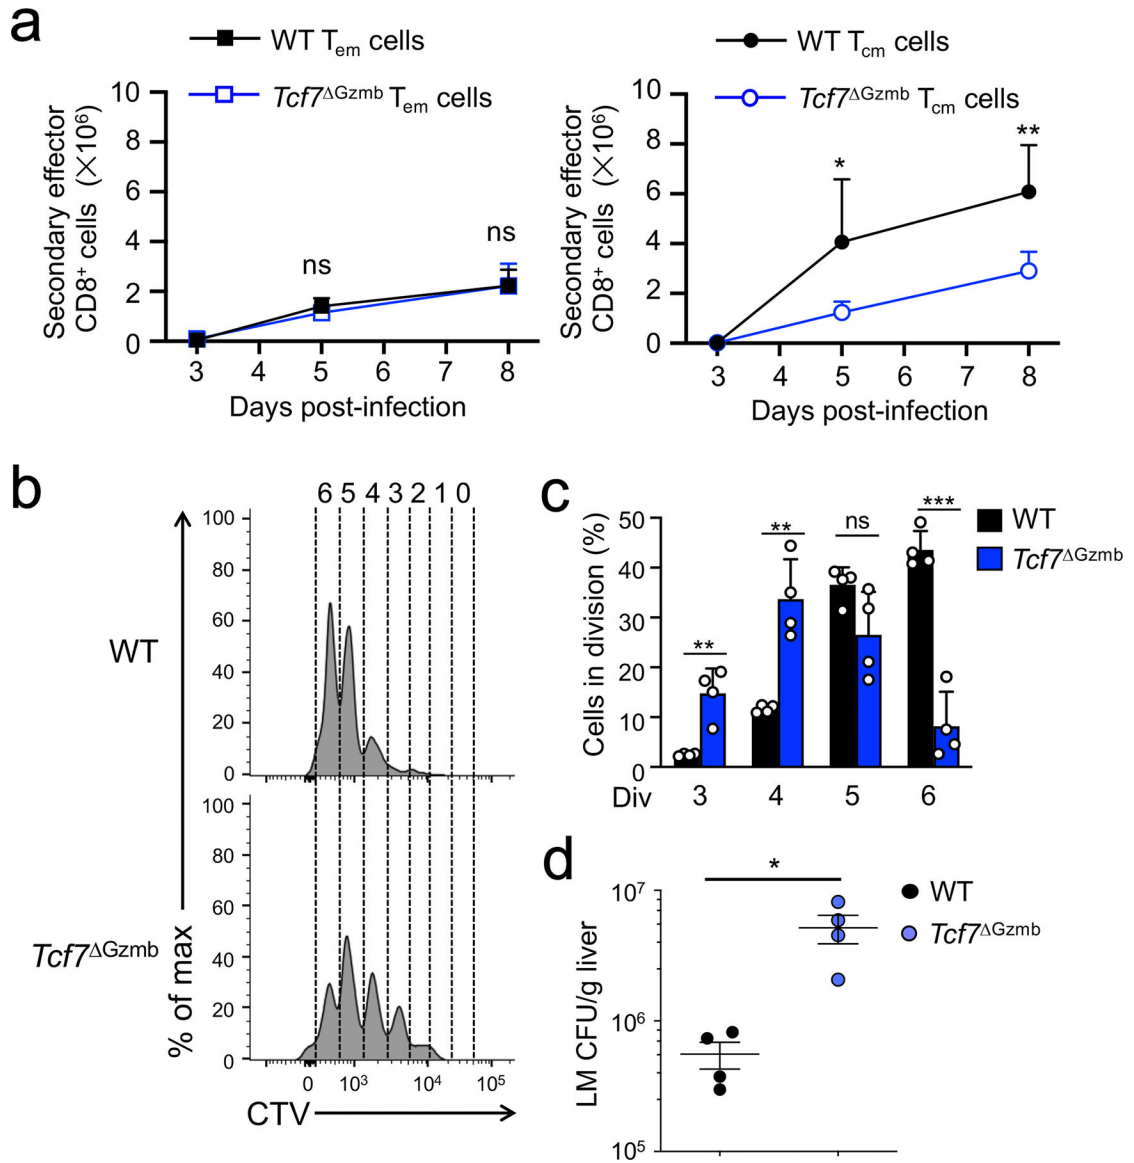 a
WT Tem cells
Tcf7ΔGzmb Tem cells
Secondary effector
CD8+ cells (×10⁶)
10
8
6
4
2
0
ns
ns
3 4 5 6 7 8
Days post-infection
WT Tcm cells
Tcf7ΔGzmb Tcm cells
Secondary effector
CD8+ cells (×10⁶)
10
8
6
4
2
0
*
**
3 4 5 6 7 8
Days post-infection
b
6 5 4 3 2 1 0
WT
100
80
60
40
20
0
Tcf7ΔGzmb
% of max
100
80
60
40
20
0
0 10³ 10⁴ 10⁵
CTV
c
WT
Tcf7ΔGzmb
Cells in division (%)
50
40
30
20
10
0
**
**
ns
***
Div 3 4 5 6
d
*
WT
Tcf7ΔGzmb
LM CFU/g liver
10⁷
10⁶
10⁵